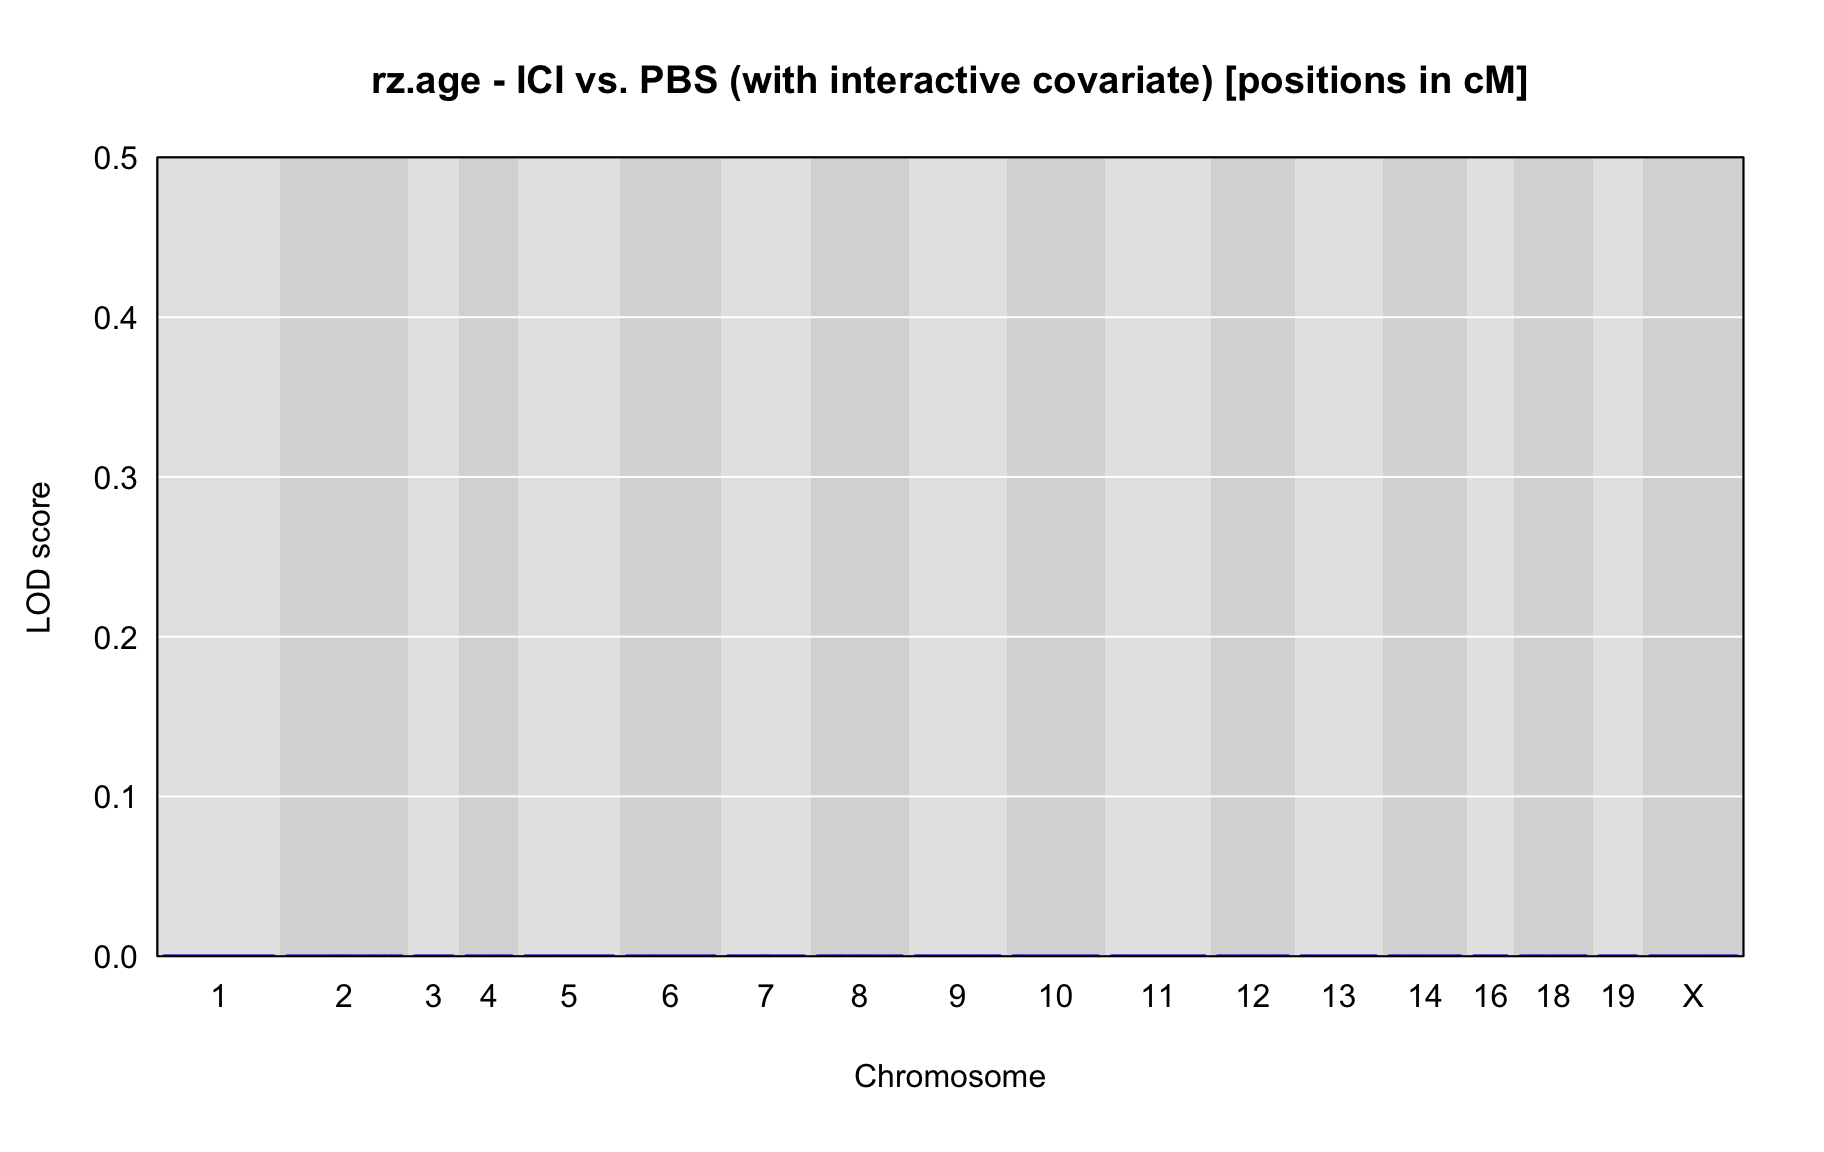 rz.age - ICI vs. PBS (with interactive covariate) [positions in cM]
0.5
0.4
0.3
0.2
0.1
0.0
LOD score
1 2 3 4 5 6 7 8 9 10 11 12 13 14 16 18 19 X
Chromosome